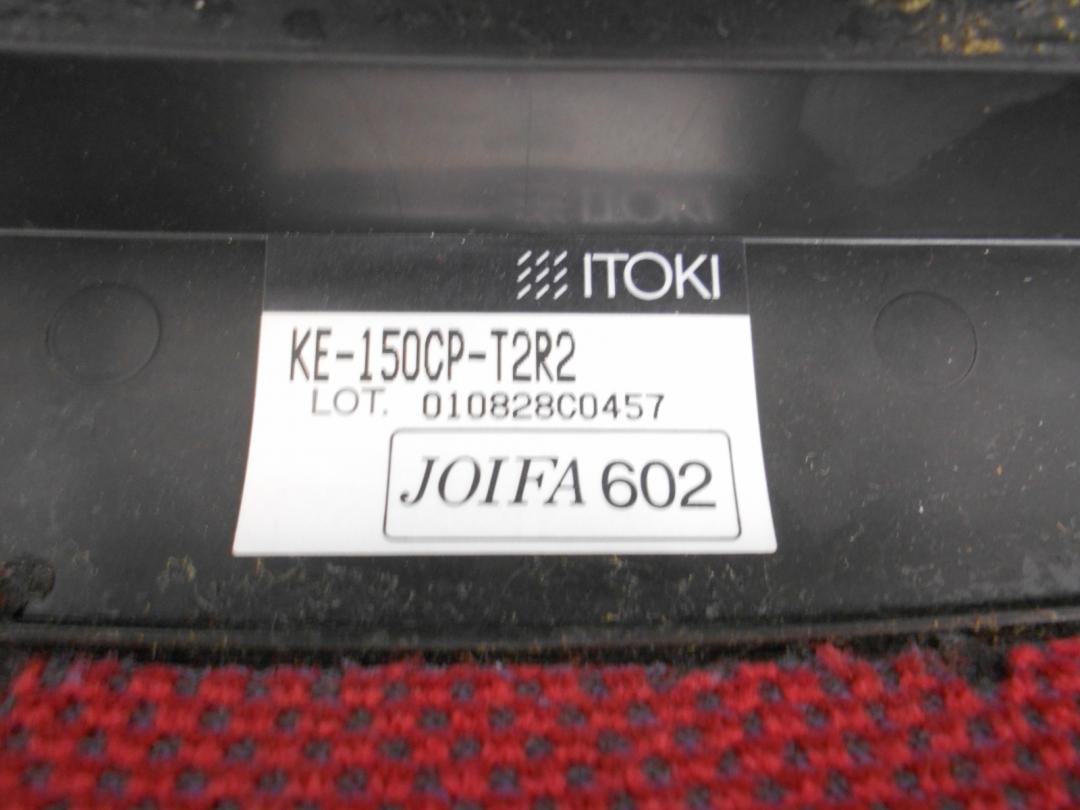 ITOKI
KE-150CP-T2R2
LOT. 010828C0457
JOIFA 602